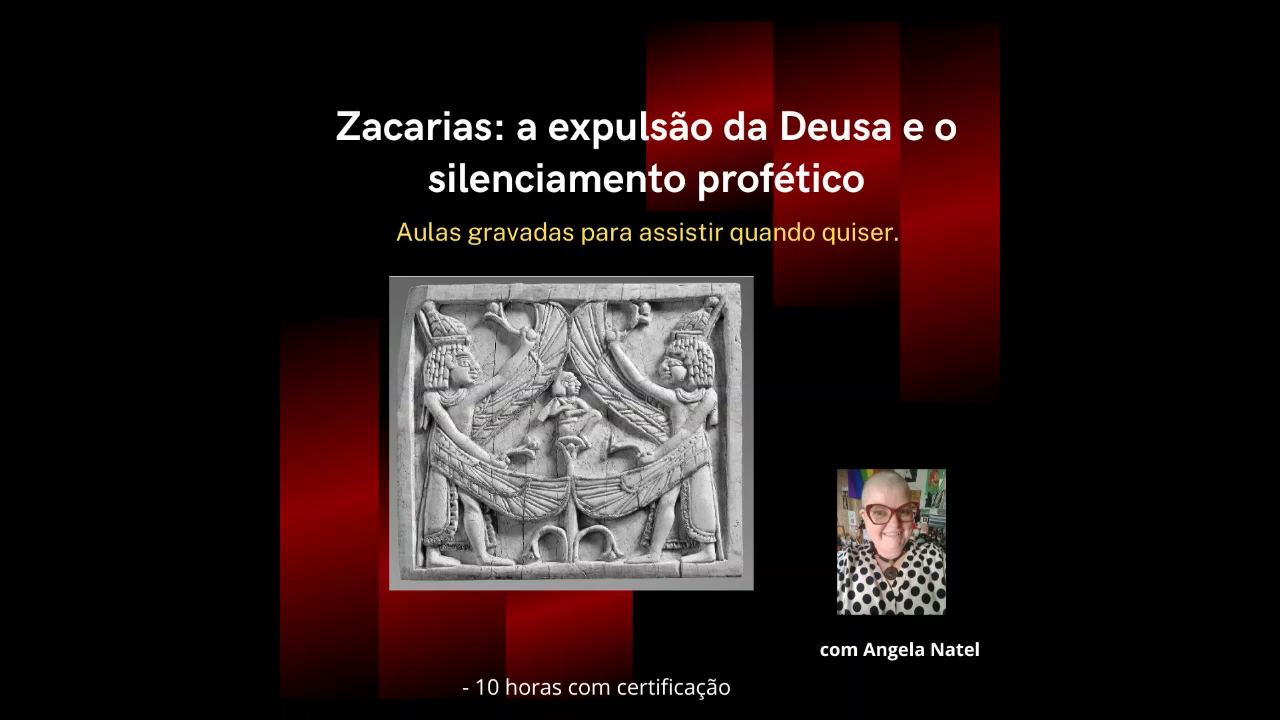 Zacarias: a expulsão da Deusa e o
silenciamento profético
Aulas gravadas para assistir quando quiser.
com Angela Natel
- 10 horas com certificação